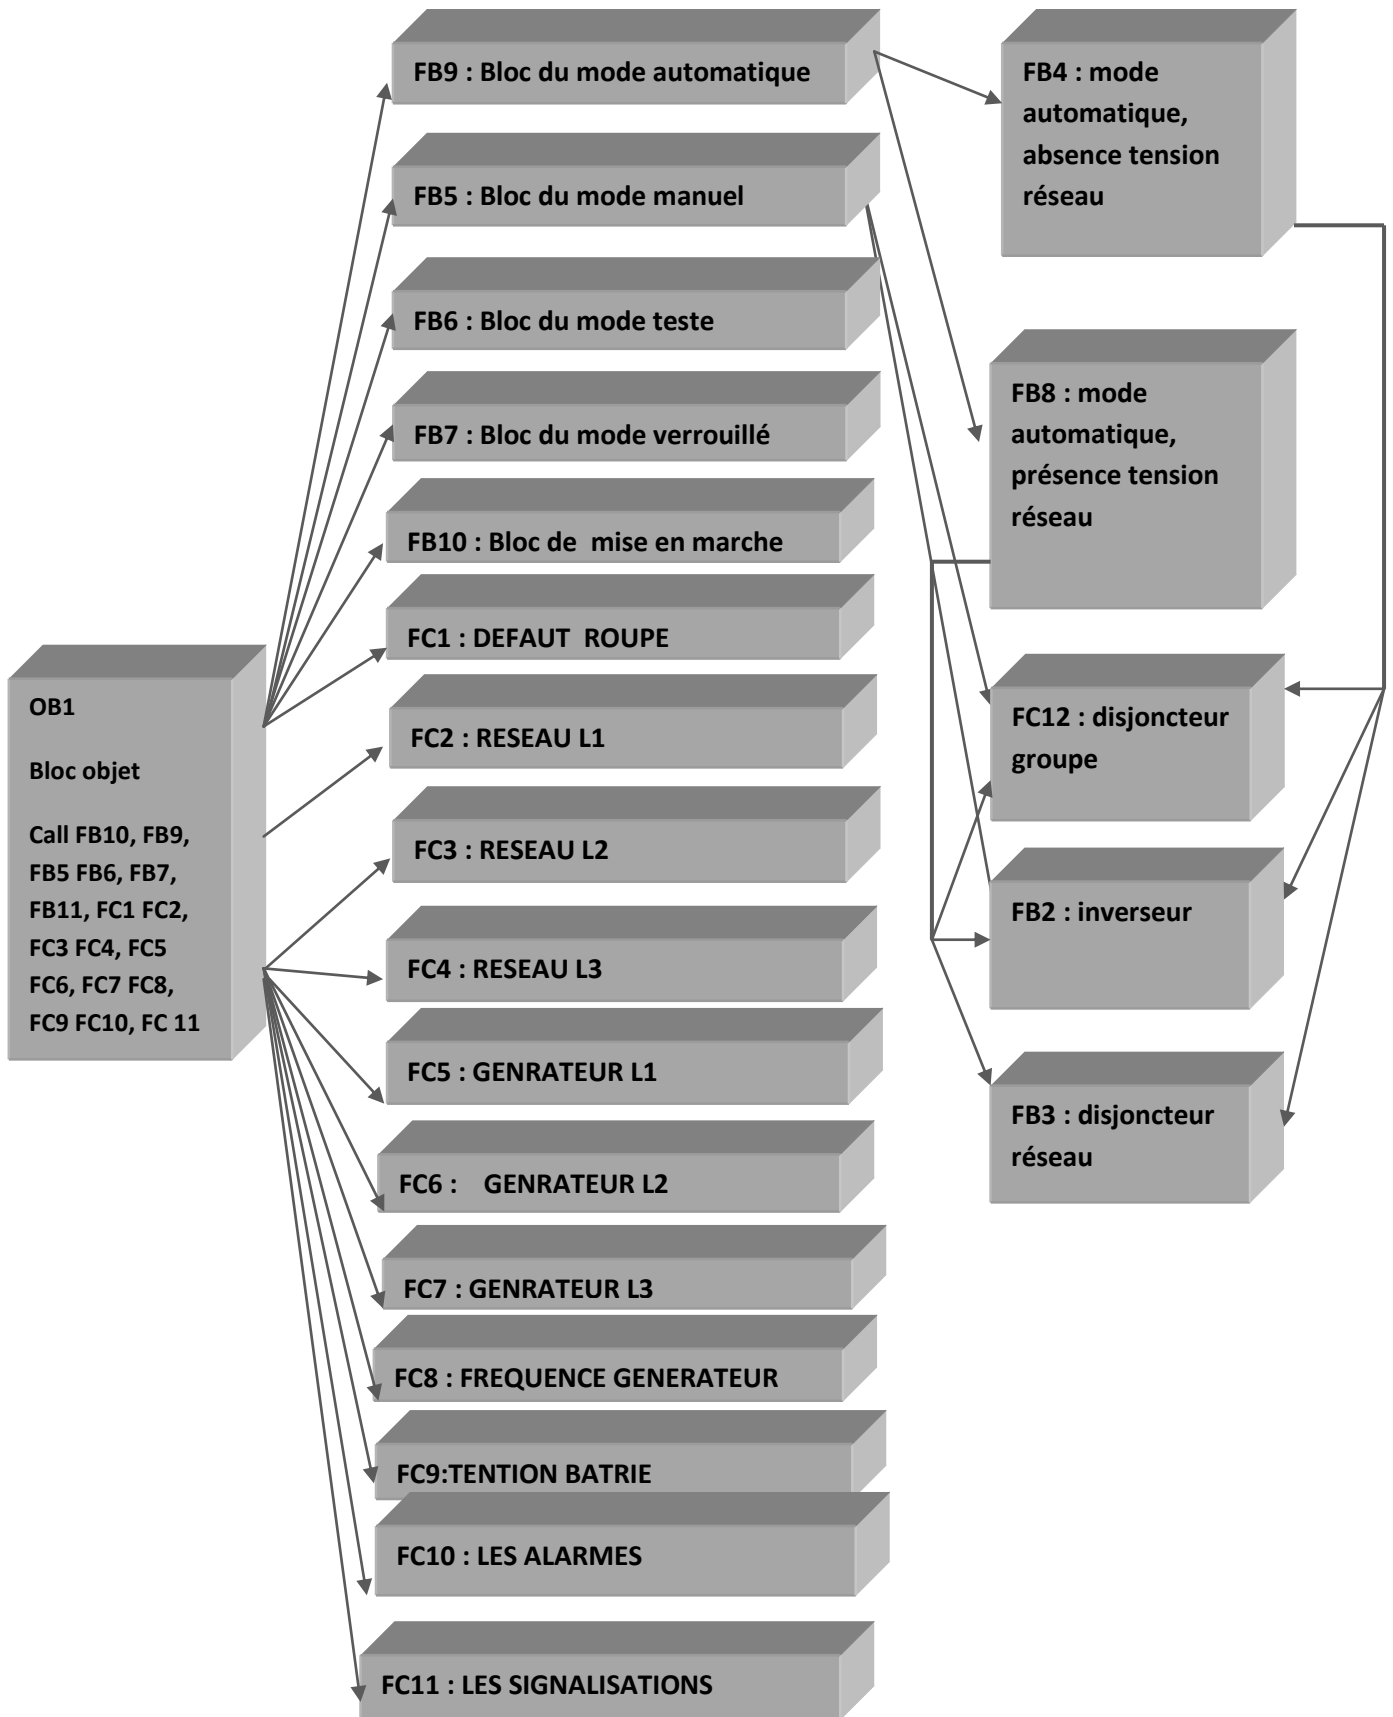 OB1
Bloc objet
Call FB10, FB9,
FB5 FB6, FB7,
FB11, FC1 FC2,
FC3 FC4, FC5
FC6, FC7 FC8,
FC9 FC10, FC 11
FB9 : Bloc du mode automatique
FB5 : Bloc du mode manuel
FB6 : Bloc du mode teste
FB7 : Bloc du mode verrouillé
FB10 : Bloc de  mise en marche
FC1 : DEFAUT  ROUPE
FC2 : RESEAU L1
FC3 : RESEAU L2
FC4 : RESEAU L3
FC5 : GENRATEUR L1
FC6 :    GENRATEUR L2
FC7 : GENRATEUR L3
FC8 : FREQUENCE GENERATEUR
FC9:TENTION BATRIE
FC10 : LES ALARMES
FC11 : LES SIGNALISATIONS
FB4 : mode
automatique,
absence tension
réseau
FB8 : mode
automatique,
présence tension
réseau
FC12 : disjoncteur
groupe
FB2 : inverseur
FB3 : disjoncteur
réseau